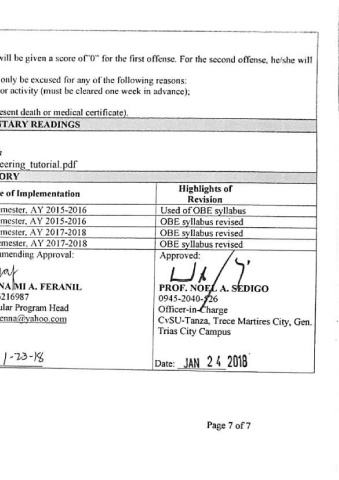 will be given a score of"0" for the first offense. For the second offense, he/she will
only be excused for any of the following reasons:
or activity (must be cleared one week in advance);
esent death or medical certificate).
TARY READINGS
eering_tutorial.pdf
ORY
e of Implementation
Highlights of
Revision
mester, AY 2015-2016
Used of OBE syllabus
mester, AY 2015-2016
OBE syllabus revised
mester, AY 2017-2018
OBE syllabus revised
emester, AY 2017-2018
OBE syllabus revised
mmending Approval:
Approved:
NA MI A. FERANIL
PROF. NOEL A. SEDIGO
216987
0945-2040-526
ular Program Head
Officer-in-Charge
enna@yahoo.com
CvSU-Tanza, Trece Martires City, Gen.
Trias City Campus
1-23-18
Date: JAN 24 2018
Page 7 of 7